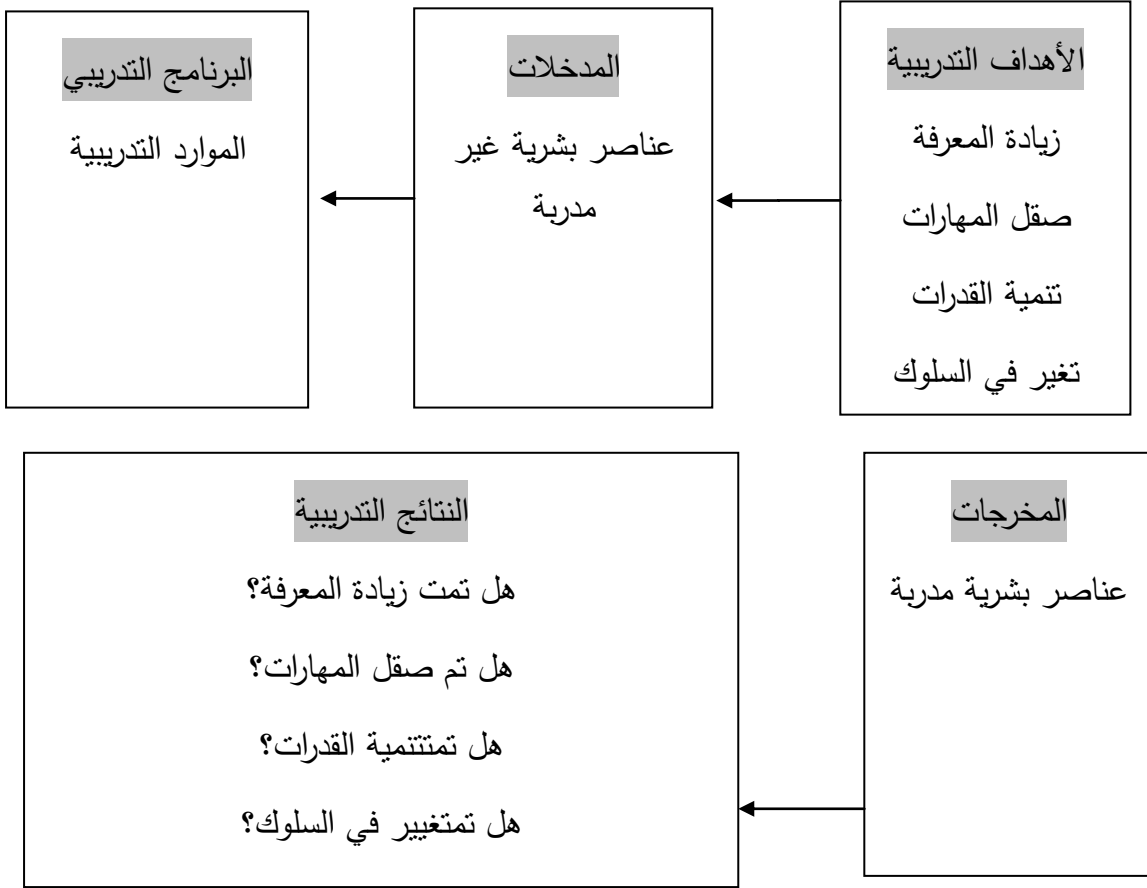 الأهداف التدريبية
زيادة المعرفة
صقل المهارات
تنمية القدرات
تغير في السلوك
المدخلات
عناصر بشرية غير
مدربة
البرنامج التدريبي
الموارد التدريبية
المخرجات
عناصر بشرية مدربة
النتائج التدريبية
هل تمت زيادة المعرفة؟
هل تم صقل المهارات؟
هل تمتتنمية القدرات؟
هل تمتغيير في السلوك؟